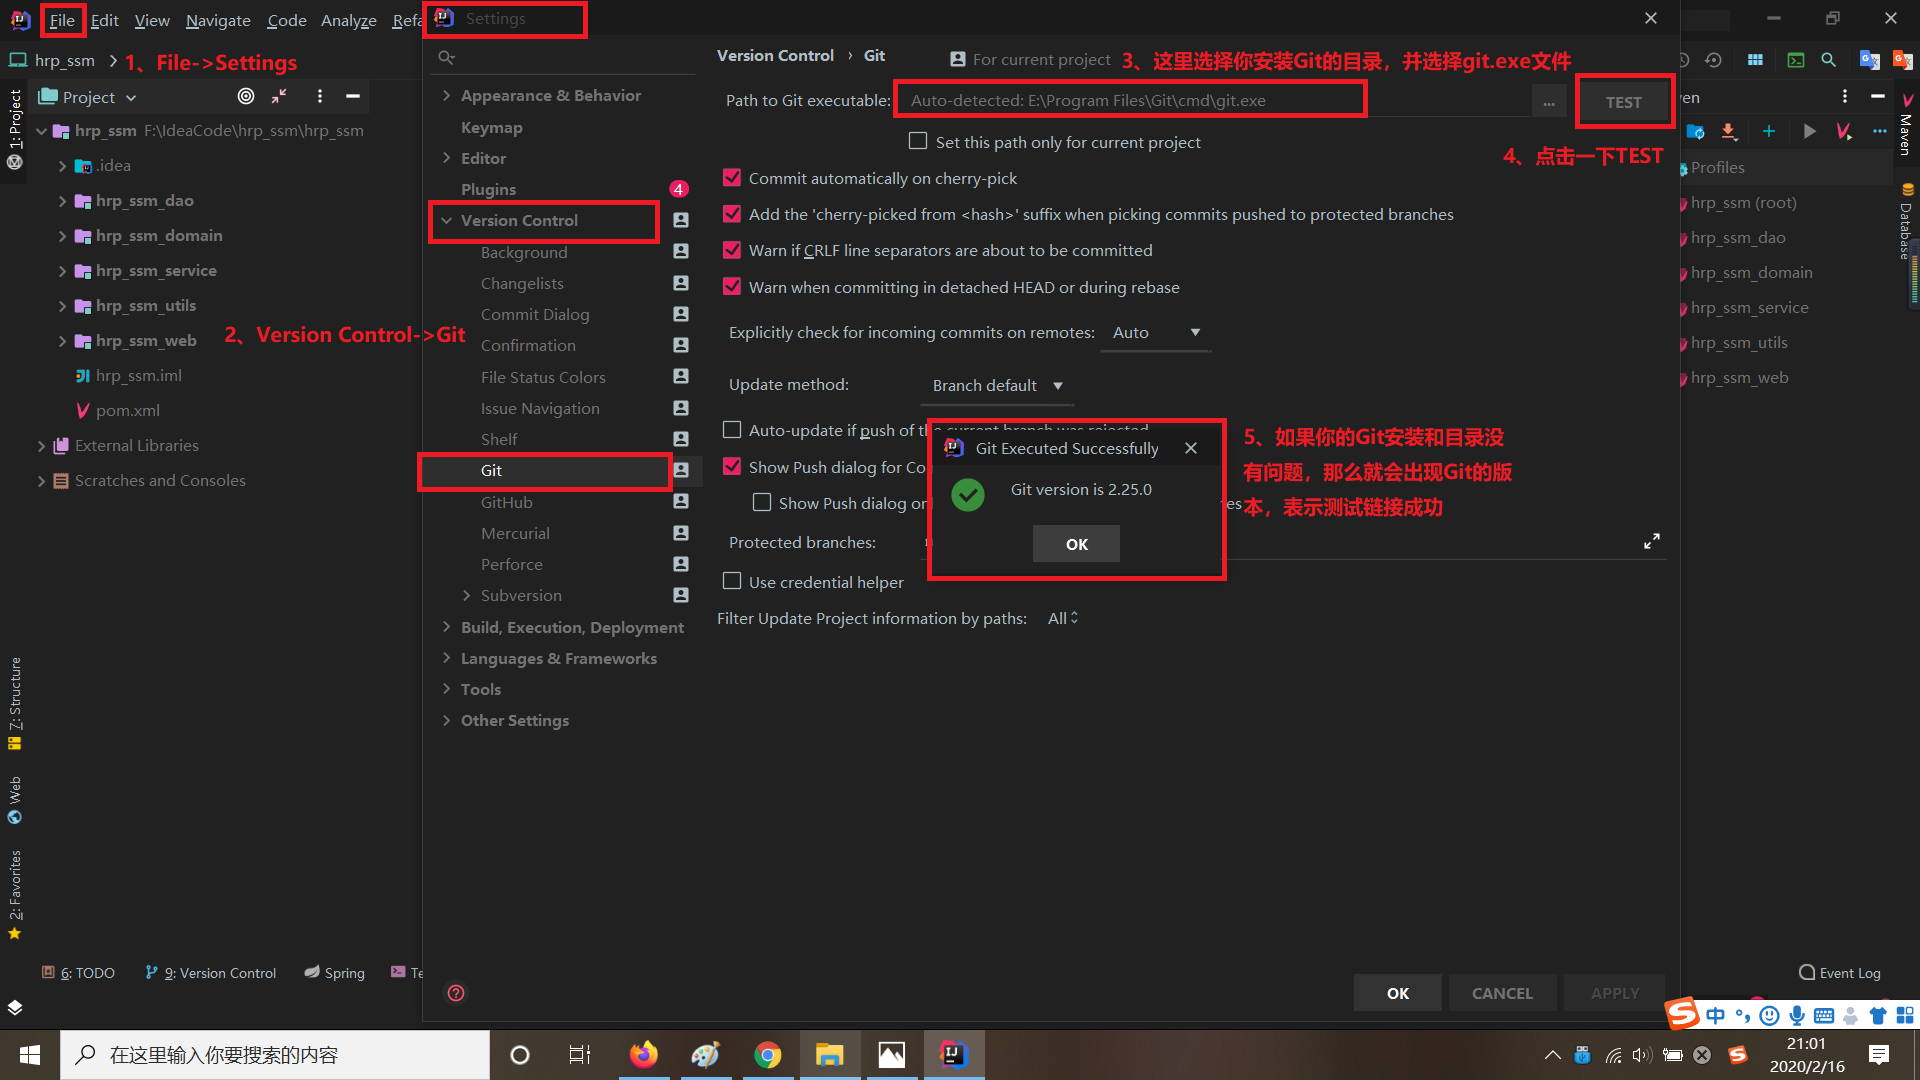 File Edit View Navigate Code Analyze Refa
Settings
hrp_ssm
1、File->Settings
Version Control › Git
For current project
3、这里选择你安装Git的目录，并选择git.exe文件
Project
1: Project
Path to Git executable:
Auto-detected: E:\Program Files\Git\cmd\git.exe
...
TEST
ven
4、点击一下TEST
Set this path only for current project
hrp_ssm F:\IdeaCode\hrp_ssm\hrp_ssm
.idea
hrp_ssm_dao
hrp_ssm_domain
hrp_ssm_service
hrp_ssm_utils
hrp_ssm_web
hrp_ssm.iml
pom.xml
External Libraries
Scratches and Consoles
2、Version Control->Git
Appearance & Behavior
Keymap
Editor
Plugins
4
Version Control
Background
Changelists
Commit Dialog
Confirmation
File Status Colors
Issue Navigation
Shelf
Git
GitHub
Mercurial
Perforce
Subversion
Build, Execution, Deployment
Languages & Frameworks
Tools
Other Settings
Commit automatically on cherry-pick
Add the 'cherry-picked from <hash>' suffix when picking commits pushed to protected branches
Warn if CRLF line separators are about to be committed
Warn when committing in detached HEAD or during rebase
Explicitly check for incoming commits on remotes: Auto
Update method: Branch default
Auto-update if push of the current branch was rejected
Show Push dialog for Co
Show Push dialog on
es
Protected branches:
Use credential helper
Filter Update Project information by paths: All
Git Executed Successfully
Git version is 2.25.0
OK
5、如果你的Git安装和目录没
有问题，那么就会出现Git的版
本，表示测试链接成功
Profiles
hrp_ssm (root)
hrp_ssm_dao
hrp_ssm_domain
hrp_ssm_service
hrp_ssm_utils
hrp_ssm_web
Maven
Database
7: Structure
Web
2: Favorites
6: TODO
9: Version Control
Spring
Te
OK
CANCEL
APPLY
Event Log
中
在这里输入你要搜索的内容
21:01
2020/2/16